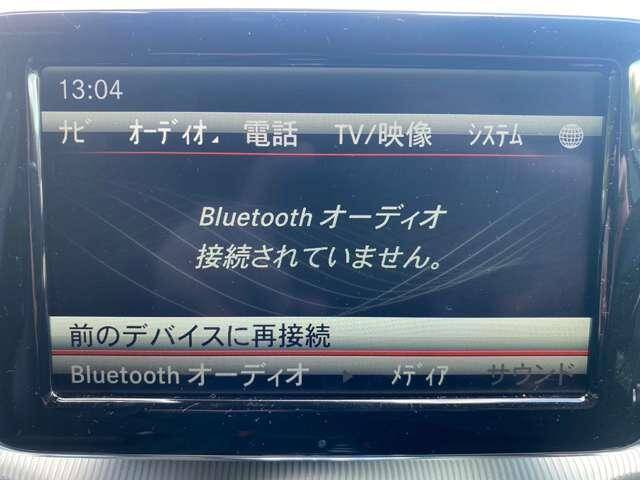 13:04
ナビ ｵｰﾃﾞｨｵ 電話 TV/映像 ｼｽﾃﾑ
Bluetooth オーディオ
接続されていません。
前のデバイスに再接続
Bluetooth オーディオ ﾒﾃﾞｨｱ サウンド